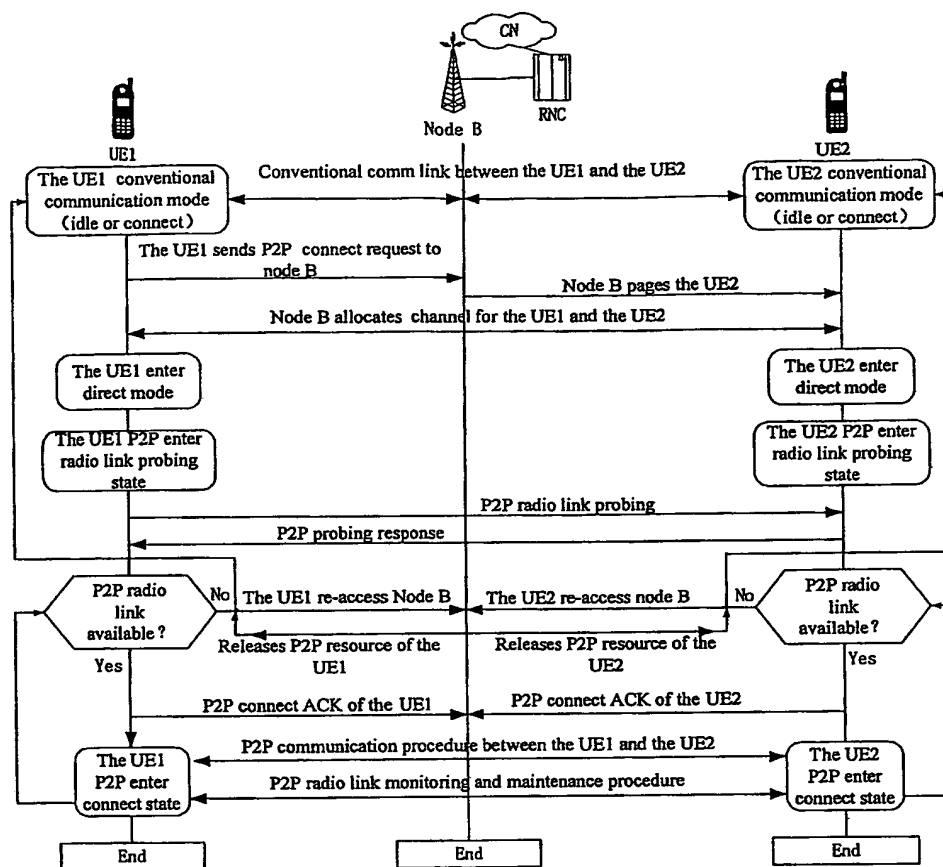 CN
RNC
Node B
UE1
UE2
The UE1 conventional
communication mode
(idle or connect)
Conventional comm link between the UE1 and the UE2
The UE2 conventional
communication mode
(idle or connect)
The UE1 sends P2P connect request to
node B
Node B pages the UE2
Node B allocates channel for the UE1 and the UE2
The UE1 enter
direct mode
The UE2 enter
direct mode
The UE1 P2P enter
radio link probing
state
The UE2 P2P enter
radio link probing
state
P2P radio link probing
P2P probing response
P2P radio
link
available?
No
The UE1 re-access Node B
The UE2 re-access node B
No
P2P radio
link
available?
Releases P2P resource of the
UE1
Releases P2P resource of the
UE2
Yes
Yes
P2P connect ACK of the UE1
P2P connect ACK of the UE2
The UE1
P2P enter
connect state
P2P communication procedure between the UE1 and the UE2
P2P radio link monitoring and maintenance procedure
The UE2
P2P enter
connect state
End
End
End